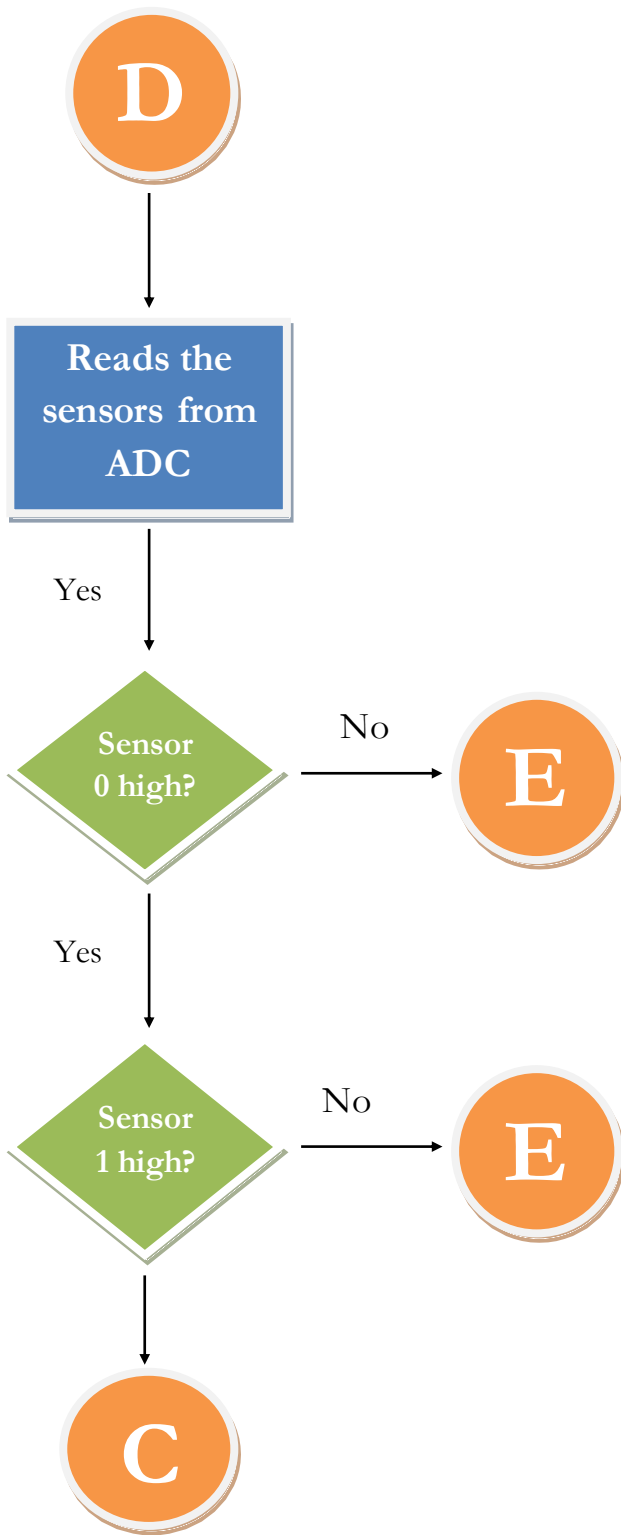 D
Reads the
sensors from
ADC
Yes
Sensor
0 high?
No
E
Yes
Sensor
1 high?
No
E
C